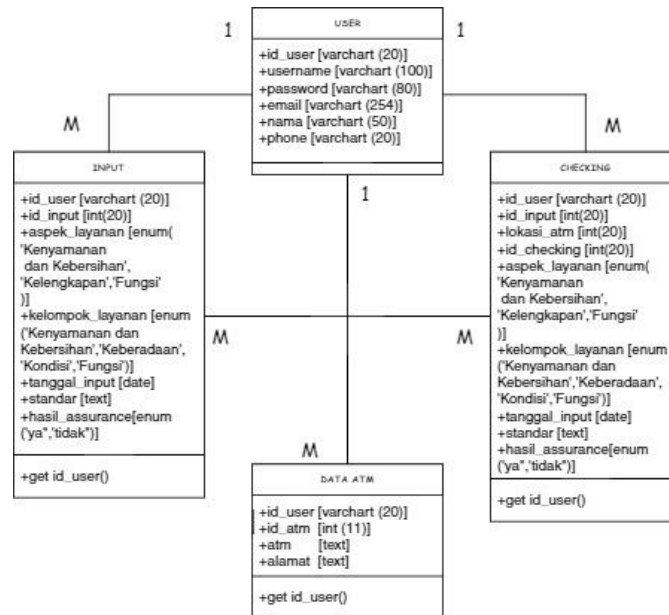 USER
1
1
+id_user [varchart (20)]
+username [varchart (100)]
+password [varchart (80)]
+email [varchart (254)]
+nama [varchart (50)]
+phone [varchart (20)]
M
M
1
INPUT
+id_user [varchart (20)]
+id_input [int(20)]
+aspek_layanan [enum(
'Kenyamanan
dan Kebersihan',
'Kelengkapan','Fungsi'
)]
+kelompok_layanan [enum
('Kenyamanan dan
Kebersihan','Keberadaan',
'Kondisi','Fungsi')]
+tanggal_input [date]
+standar [text]
+hasil_assurance[enum
('ya","tidak")]
+get id_user()
CHECKING
+id_user [varchart (20)]
+id_input [int(20)]
+lokasi_atm [int(20)]
+id_checking [int(20)]
+aspek_layanan [enum(
'Kenyamanan
dan Kebersihan',
'Kelengkapan','Fungsi'
)]
+kelompok_layanan [enum
('Kenyamanan dan
Kebersihan','Keberadaan',
'Kondisi','Fungsi')]
+tanggal_input [date]
+standar [text]
+hasil_assurance[enum
('ya","tidak")]
+get id_user()
M
M
M
DATA ATM
+id_user [varchart (20)]
+id_atm [int (11)]
+atm [text]
+alamat [text]
+get id_user()